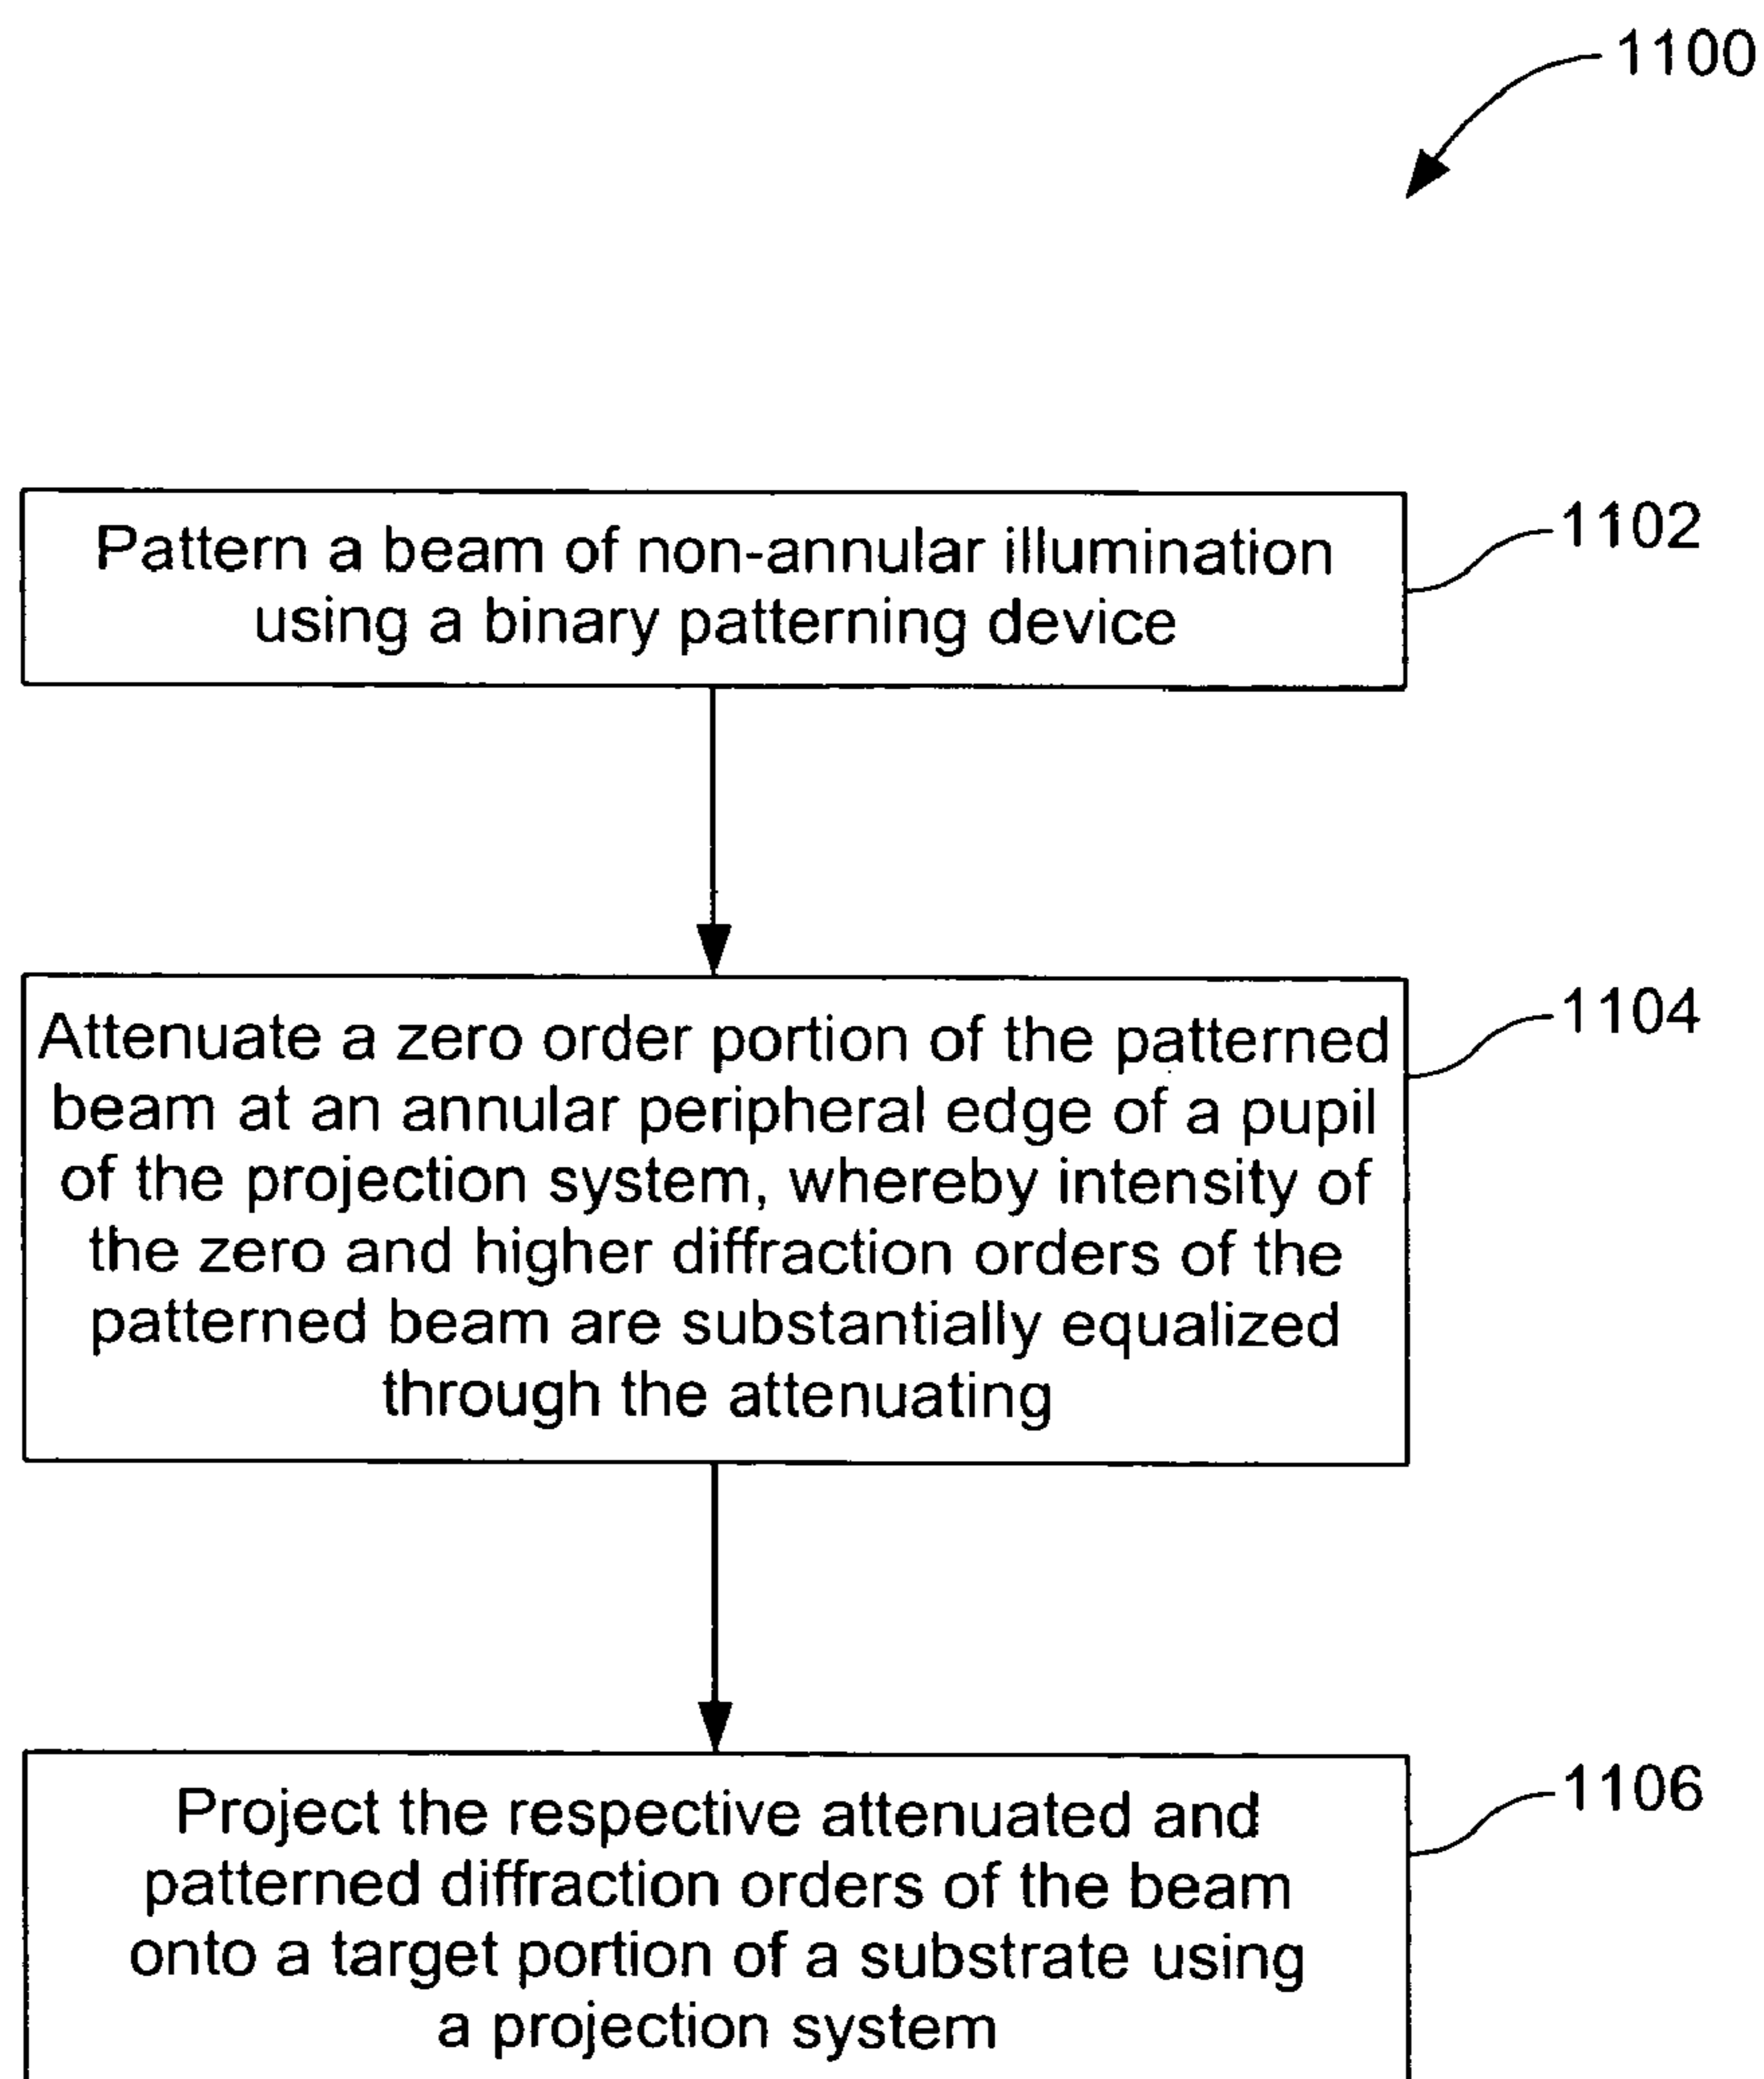 1100
Pattern a beam of non-annular illumination
using a binary patterning device
1102
Attenuate a zero order portion of the patterned
beam at an annular peripheral edge of a pupil
of the projection system, whereby intensity of
the zero and higher diffraction orders of the
patterned beam are substantially equalized
through the attenuating
1104
Project the respective attenuated and
patterned diffraction orders of the beam
onto a target portion of a substrate using
a projection system
1106